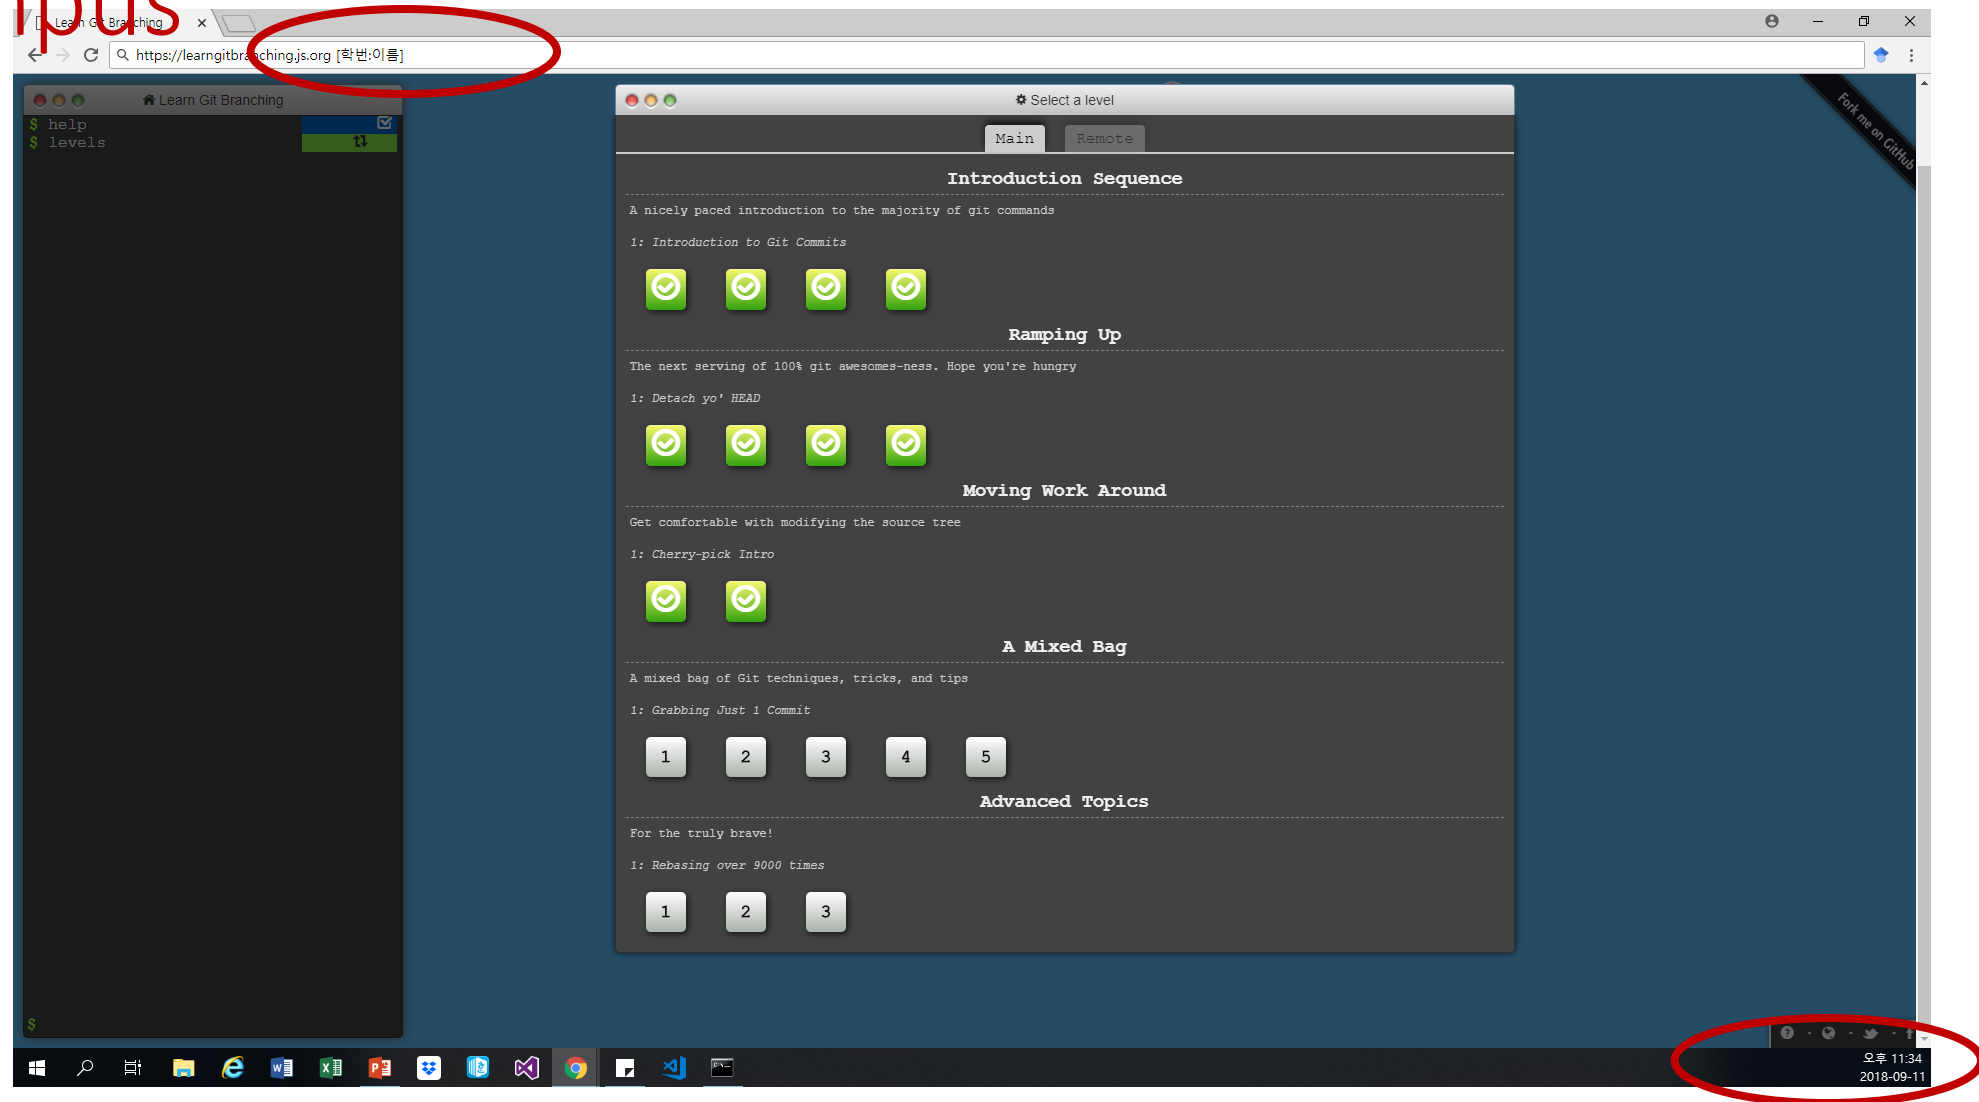 Learn Git Branching
https://learngitbranching.js.org [학번:이름]
Learn Git Branching
$ help
$ levels
$
Select a level
Main Remote
Introduction Sequence
A nicely paced introduction to the majority of git commands
1: Introduction to Git Commits
Ramping Up
The next serving of 100% git awesomes-ness. Hope you're hungry
1: Detach yo' HEAD
Moving Work Around
Get comfortable with modifying the source tree
1: Cherry-pick Intro
A Mixed Bag
A mixed bag of Git techniques, tricks, and tips
1: Grabbing Just 1 Commit
1 2 3 4 5
Advanced Topics
For the truly brave!
1: Rebasing over 9000 times
1 2 3
Fork me on GitHub
오후 11:34
2018-09-11